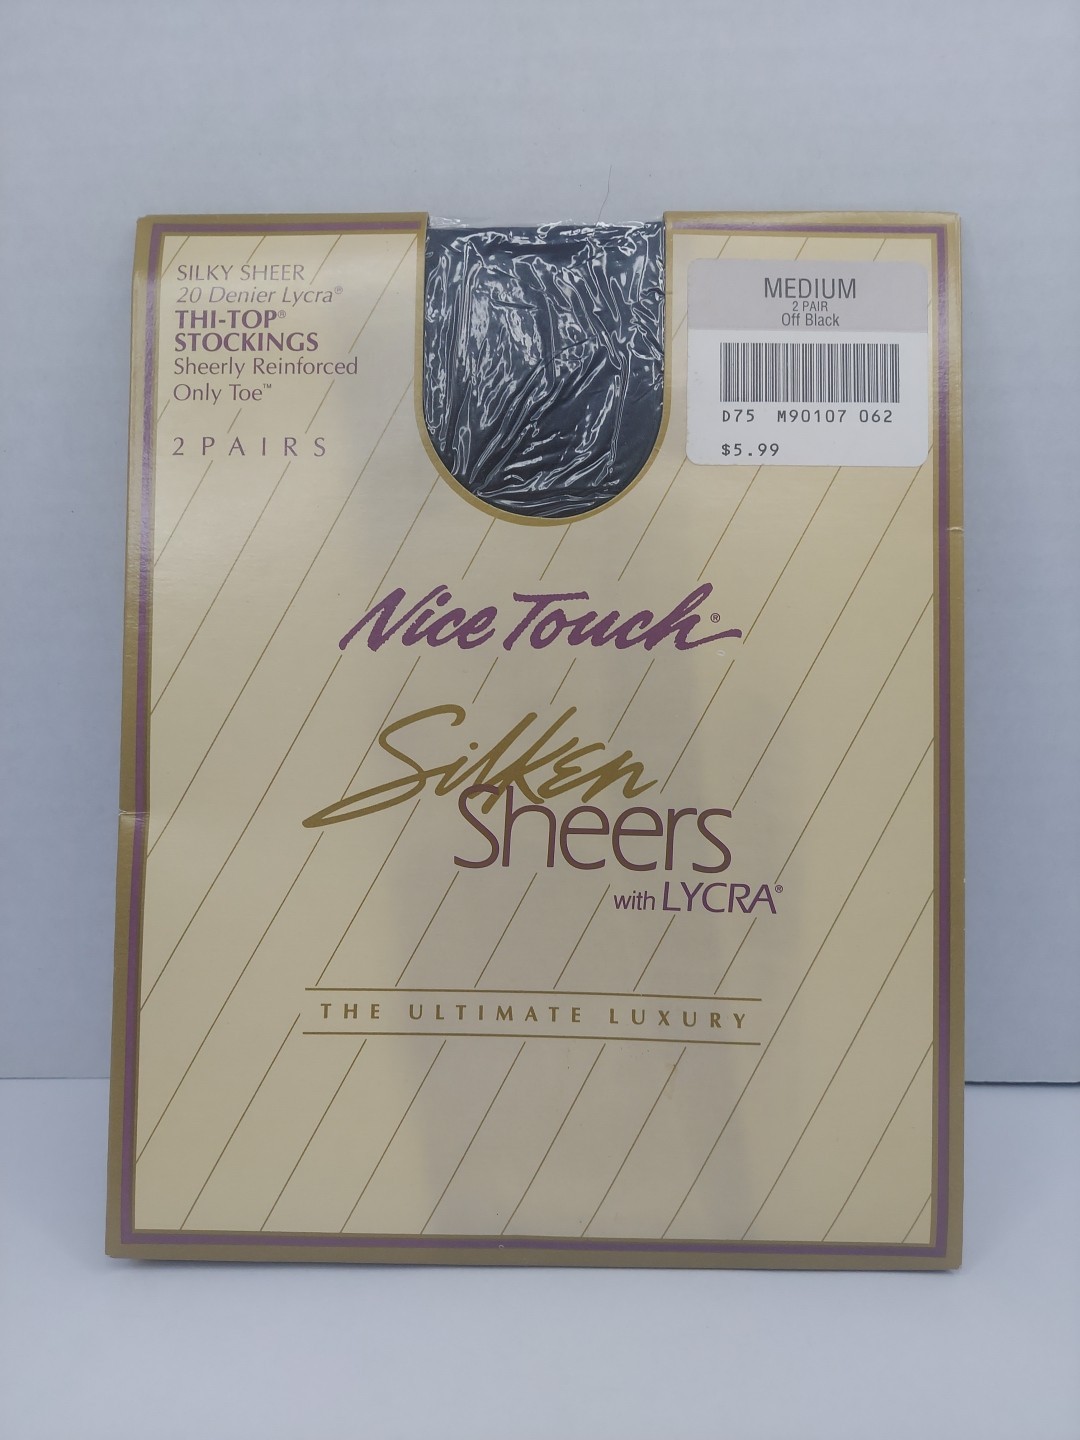 SILKY SHEER
20 Denier Lycra®
THI-TOP®
STOCKINGS
Sheerly Reinforced
Only Toe™
2 PAIRS
MEDIUM
2 PAIR
Off Black
D75 M90107 062
$5.99
Nice Touch®
Silken
Sheers
with LYCRA®
THE ULTIMATE LUXURY